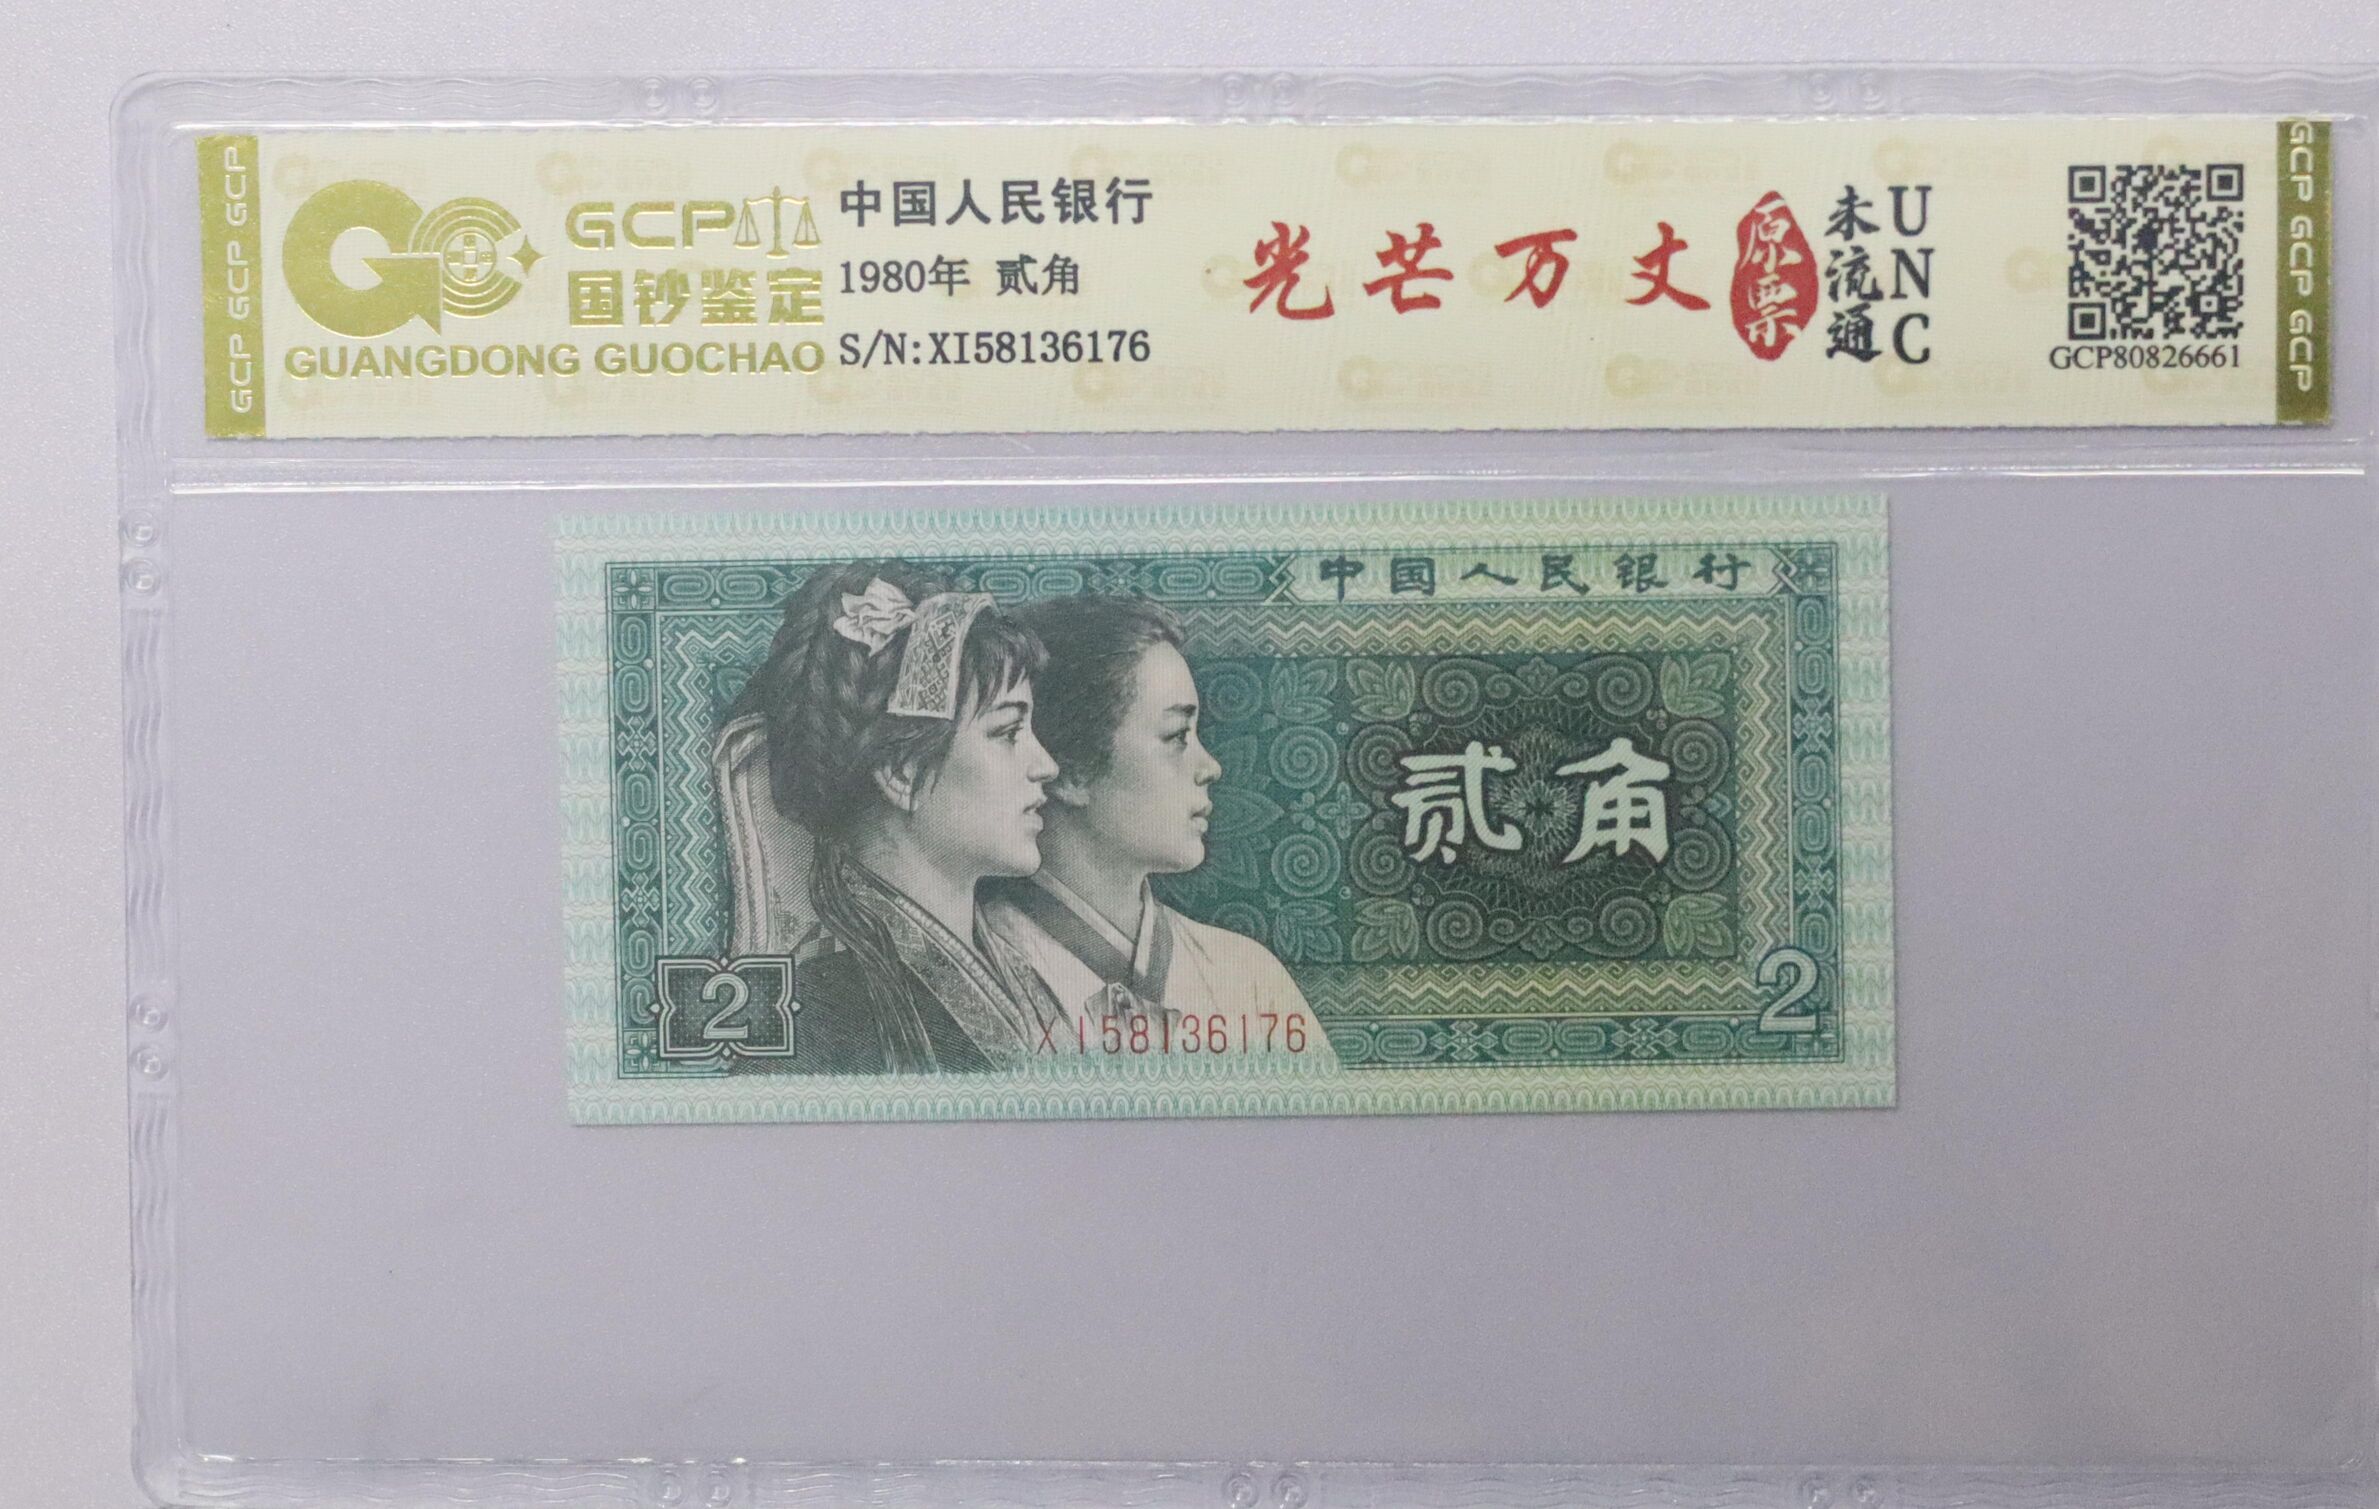 GCP GCP GCP
GCP
国钞鉴定
GUANGDONG GUOCHAO
中国人民银行
1980年 贰角
S/N:XI58136176
光芒万丈
原票
未流通
UNC
GCP80826661
GCP GCP GCP
中国人民银行
贰角
2
XI58136176
2